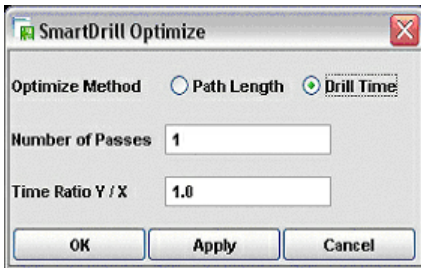 SmartDrill Optimize
Optimize Method Path Length Drill Time
Number of Passes 1
Time Ratio Y / X 1.0
OK Apply Cancel